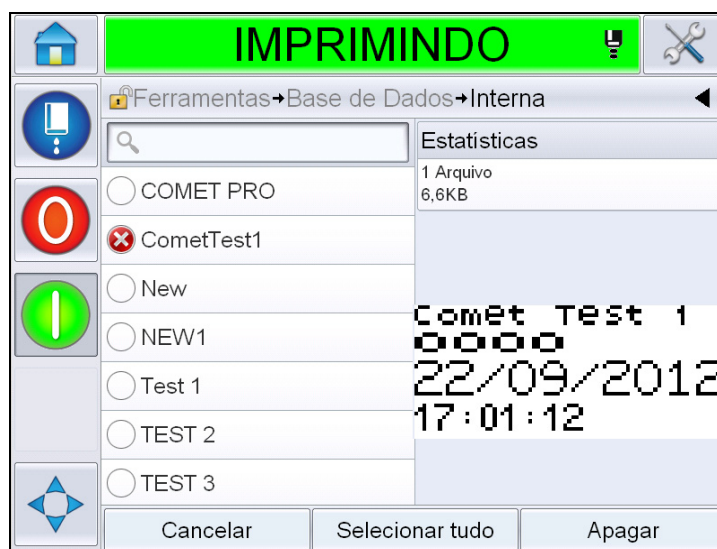 IMPRIMINDO
Ferramentas→Base de Dados→Interna
Estatísticas
1 Arquivo
6,6KB
COMET PRO
CometTest1
New
NEW1
Test 1
TEST 2
TEST 3
Comet Test 1
0000
22/09/2012
17:01:12
Cancelar
Selecionar tudo
Apagar